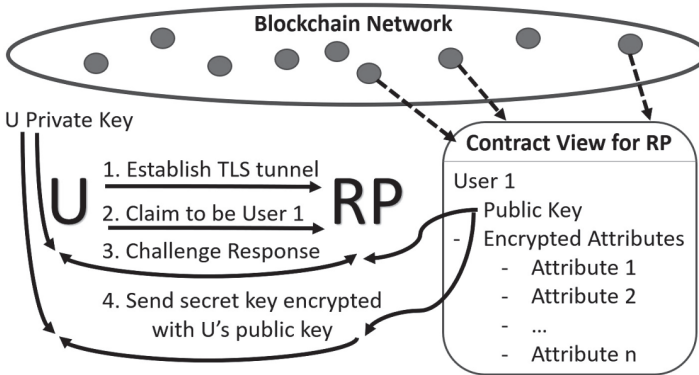 Blockchain Network
U Private Key
U
RP
1. Establish TLS tunnel
2. Claim to be User 1
3. Challenge Response
4. Send secret key encrypted
with U's public key
Contract View for RP
User 1
- Public Key
- Encrypted Attributes
- Attribute 1
- Attribute 2
- ...
- Attribute n